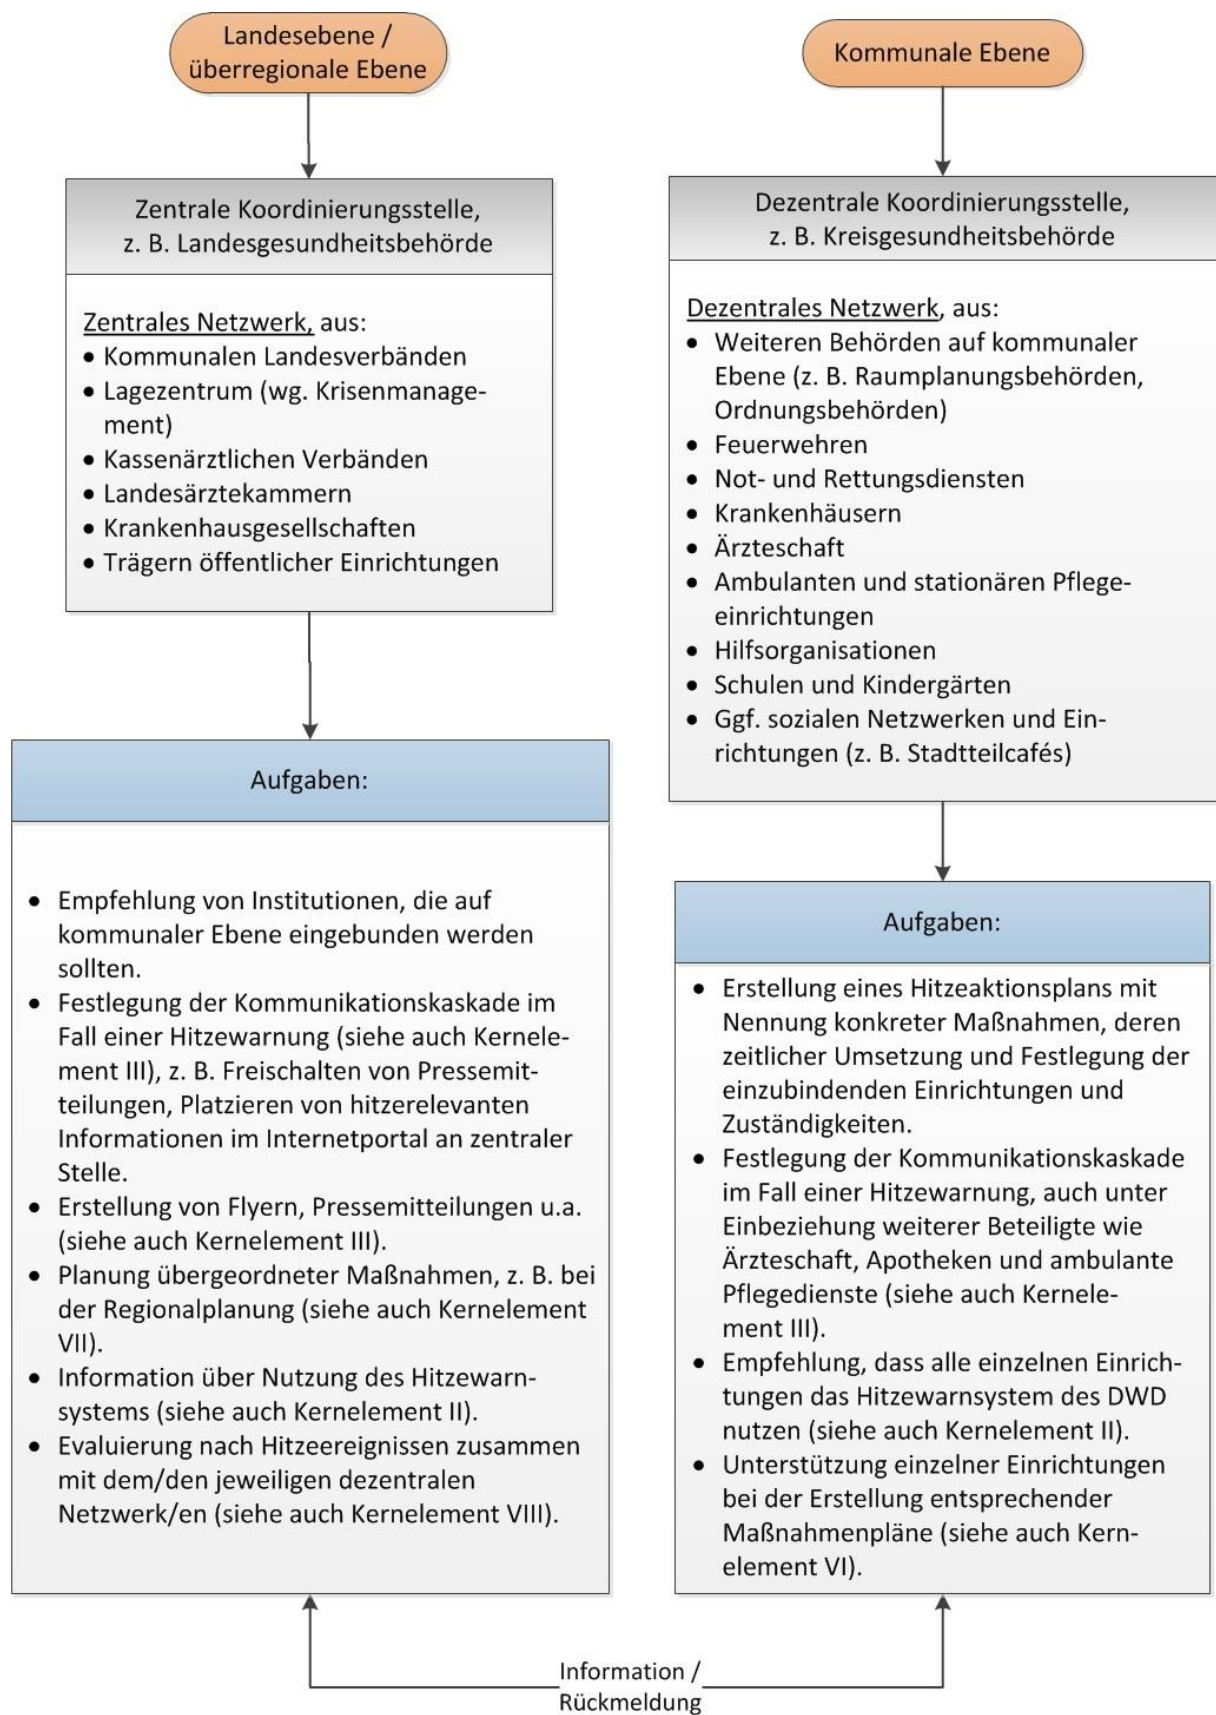 Landesebene /
überregionale Ebene
Zentrale Koordinierungsstelle,
z. B. Landesgesundheitsbehörde
Zentrales Netzwerk, aus:
• Kommunalen Landesverbänden
• Lagezentrum (wg. Krisenmanage-
ment)
• Kassenärztlichen Verbänden
• Landesärztekammern
• Krankenhausgesellschaften
• Trägern öffentlicher Einrichtungen
Aufgaben:
• Empfehlung von Institutionen, die auf
kommunaler Ebene eingebunden werden
sollten.
• Festlegung der Kommunikationskaskade im
Fall einer Hitzewarnung (siehe auch Kernele-
ment III), z. B. Freischalten von Pressemit-
teilungen, Platzieren von hitzerelevanten
Informationen im Internetportal an zentraler
Stelle.
• Erstellung von Flyern, Pressemitteilungen u.a.
(siehe auch Kernelement III).
• Planung übergeordneter Maßnahmen, z. B. bei
der Regionalplanung (siehe auch Kernelement
VII).
• Information über Nutzung des Hitzewarn-
systems (siehe auch Kernelement II).
• Evaluierung nach Hitzeereignissen zusammen
mit dem/den jeweiligen dezentralen
Netzwerk/en (siehe auch Kernelement VIII).
Kommunale Ebene
Dezentrale Koordinierungsstelle,
z. B. Kreisgesundheitsbehörde
Dezentrales Netzwerk, aus:
• Weiteren Behörden auf kommunaler
Ebene (z. B. Raumplanungsbehörden,
Ordnungsbehörden)
• Feuerwehren
• Not- und Rettungsdiensten
• Krankenhäusern
• Ärzteschaft
• Ambulanten und stationären Pflege-
einrichtungen
• Hilfsorganisationen
• Schulen und Kindergärten
• Ggf. sozialen Netzwerken und Ein-
richtungen (z. B. Stadtteilcafés)
Aufgaben:
• Erstellung eines Hitzeaktionsplans mit
Nennung konkreter Maßnahmen, deren
zeitlicher Umsetzung und Festlegung der
einzubindenden Einrichtungen und
Zuständigkeiten.
• Festlegung der Kommunikationskaskade
im Fall einer Hitzewarnung, auch unter
Einbeziehung weiterer Beteiligte wie
Ärzteschaft, Apotheken und ambulante
Pflegedienste (siehe auch Kernele-
ment III).
• Empfehlung, dass alle einzelnen Einrich-
tungen das Hitzewarnsystem des DWD
nutzen (siehe auch Kernelement II).
• Unterstützung einzelner Einrichtungen
bei der Erstellung entsprechender
Maßnahmenpläne (siehe auch Kern-
element VI).
Information /
Rückmeldung